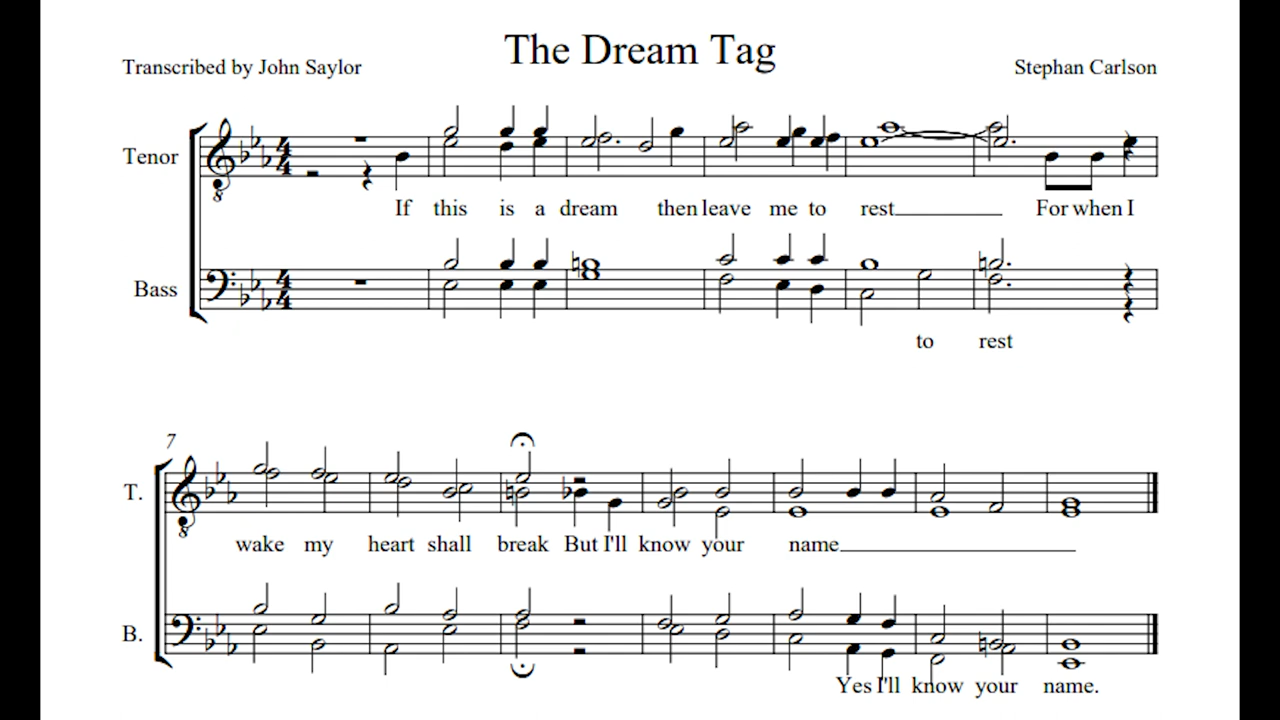 The Dream Tag
Transcribed by John Saylor
Stephan Carlson
Tenor
8
If this is a dream then leave me to rest For when I
Bass
to rest
7
T.
8
wake my heart shall break But I'll know your name
B.
Yes I'll know your name.